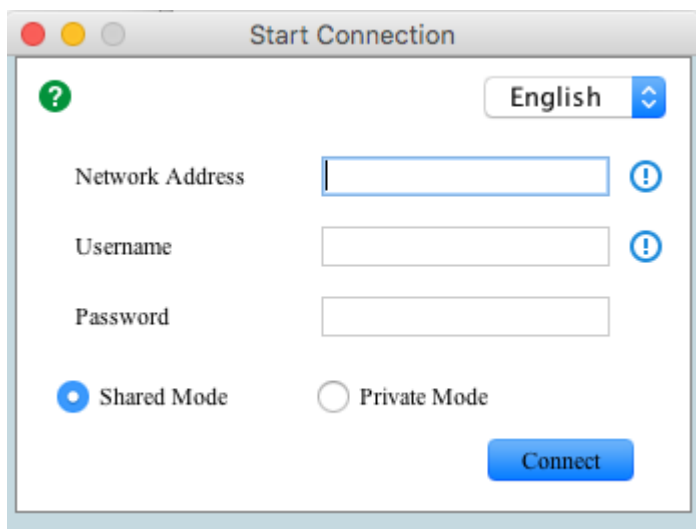 Start Connection
English
Network Address
Username
Password
Shared Mode Private Mode
Connect